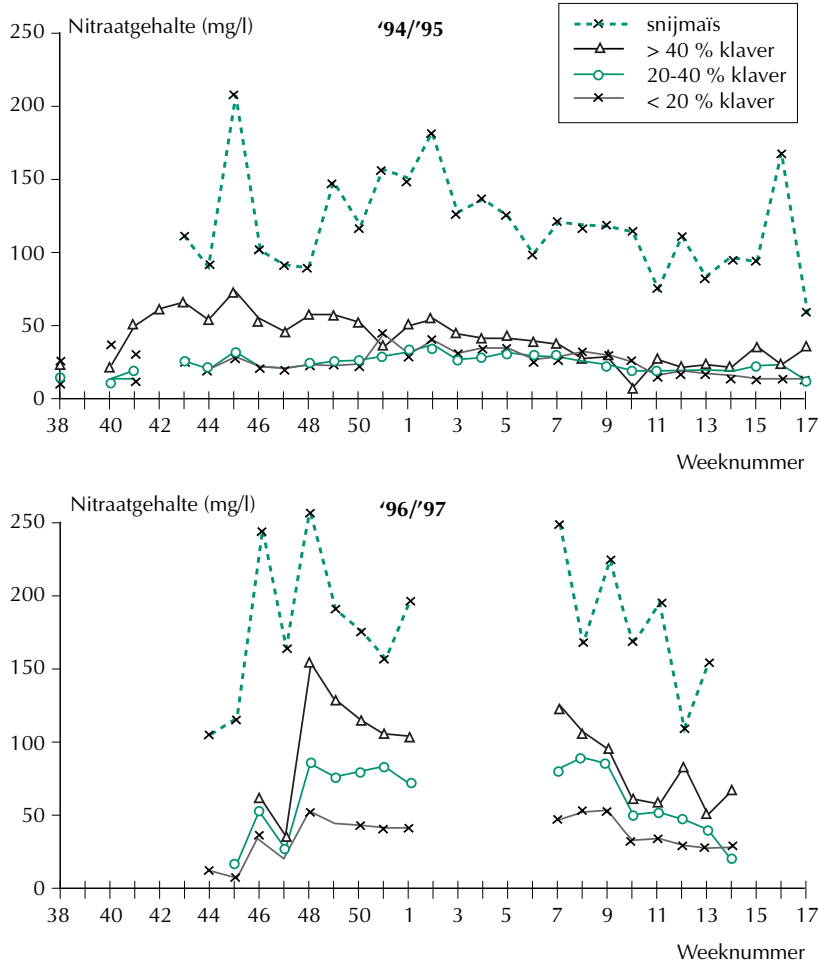 Nitraatgehalte (mg/l)
‘94/’95
snijmaïs
> 40 % klaver
20-40 % klaver
< 20 % klaver
250
200
150
100
50
0
38 40 42 44 46 48 50 1 3 5 7 9 11 13 15 17
Weeknummer
Nitraatgehalte (mg/l)
‘96/’97
250
200
150
100
50
0
38 40 42 44 46 48 50 1 3 5 7 9 11 13 15 17
Weeknummer